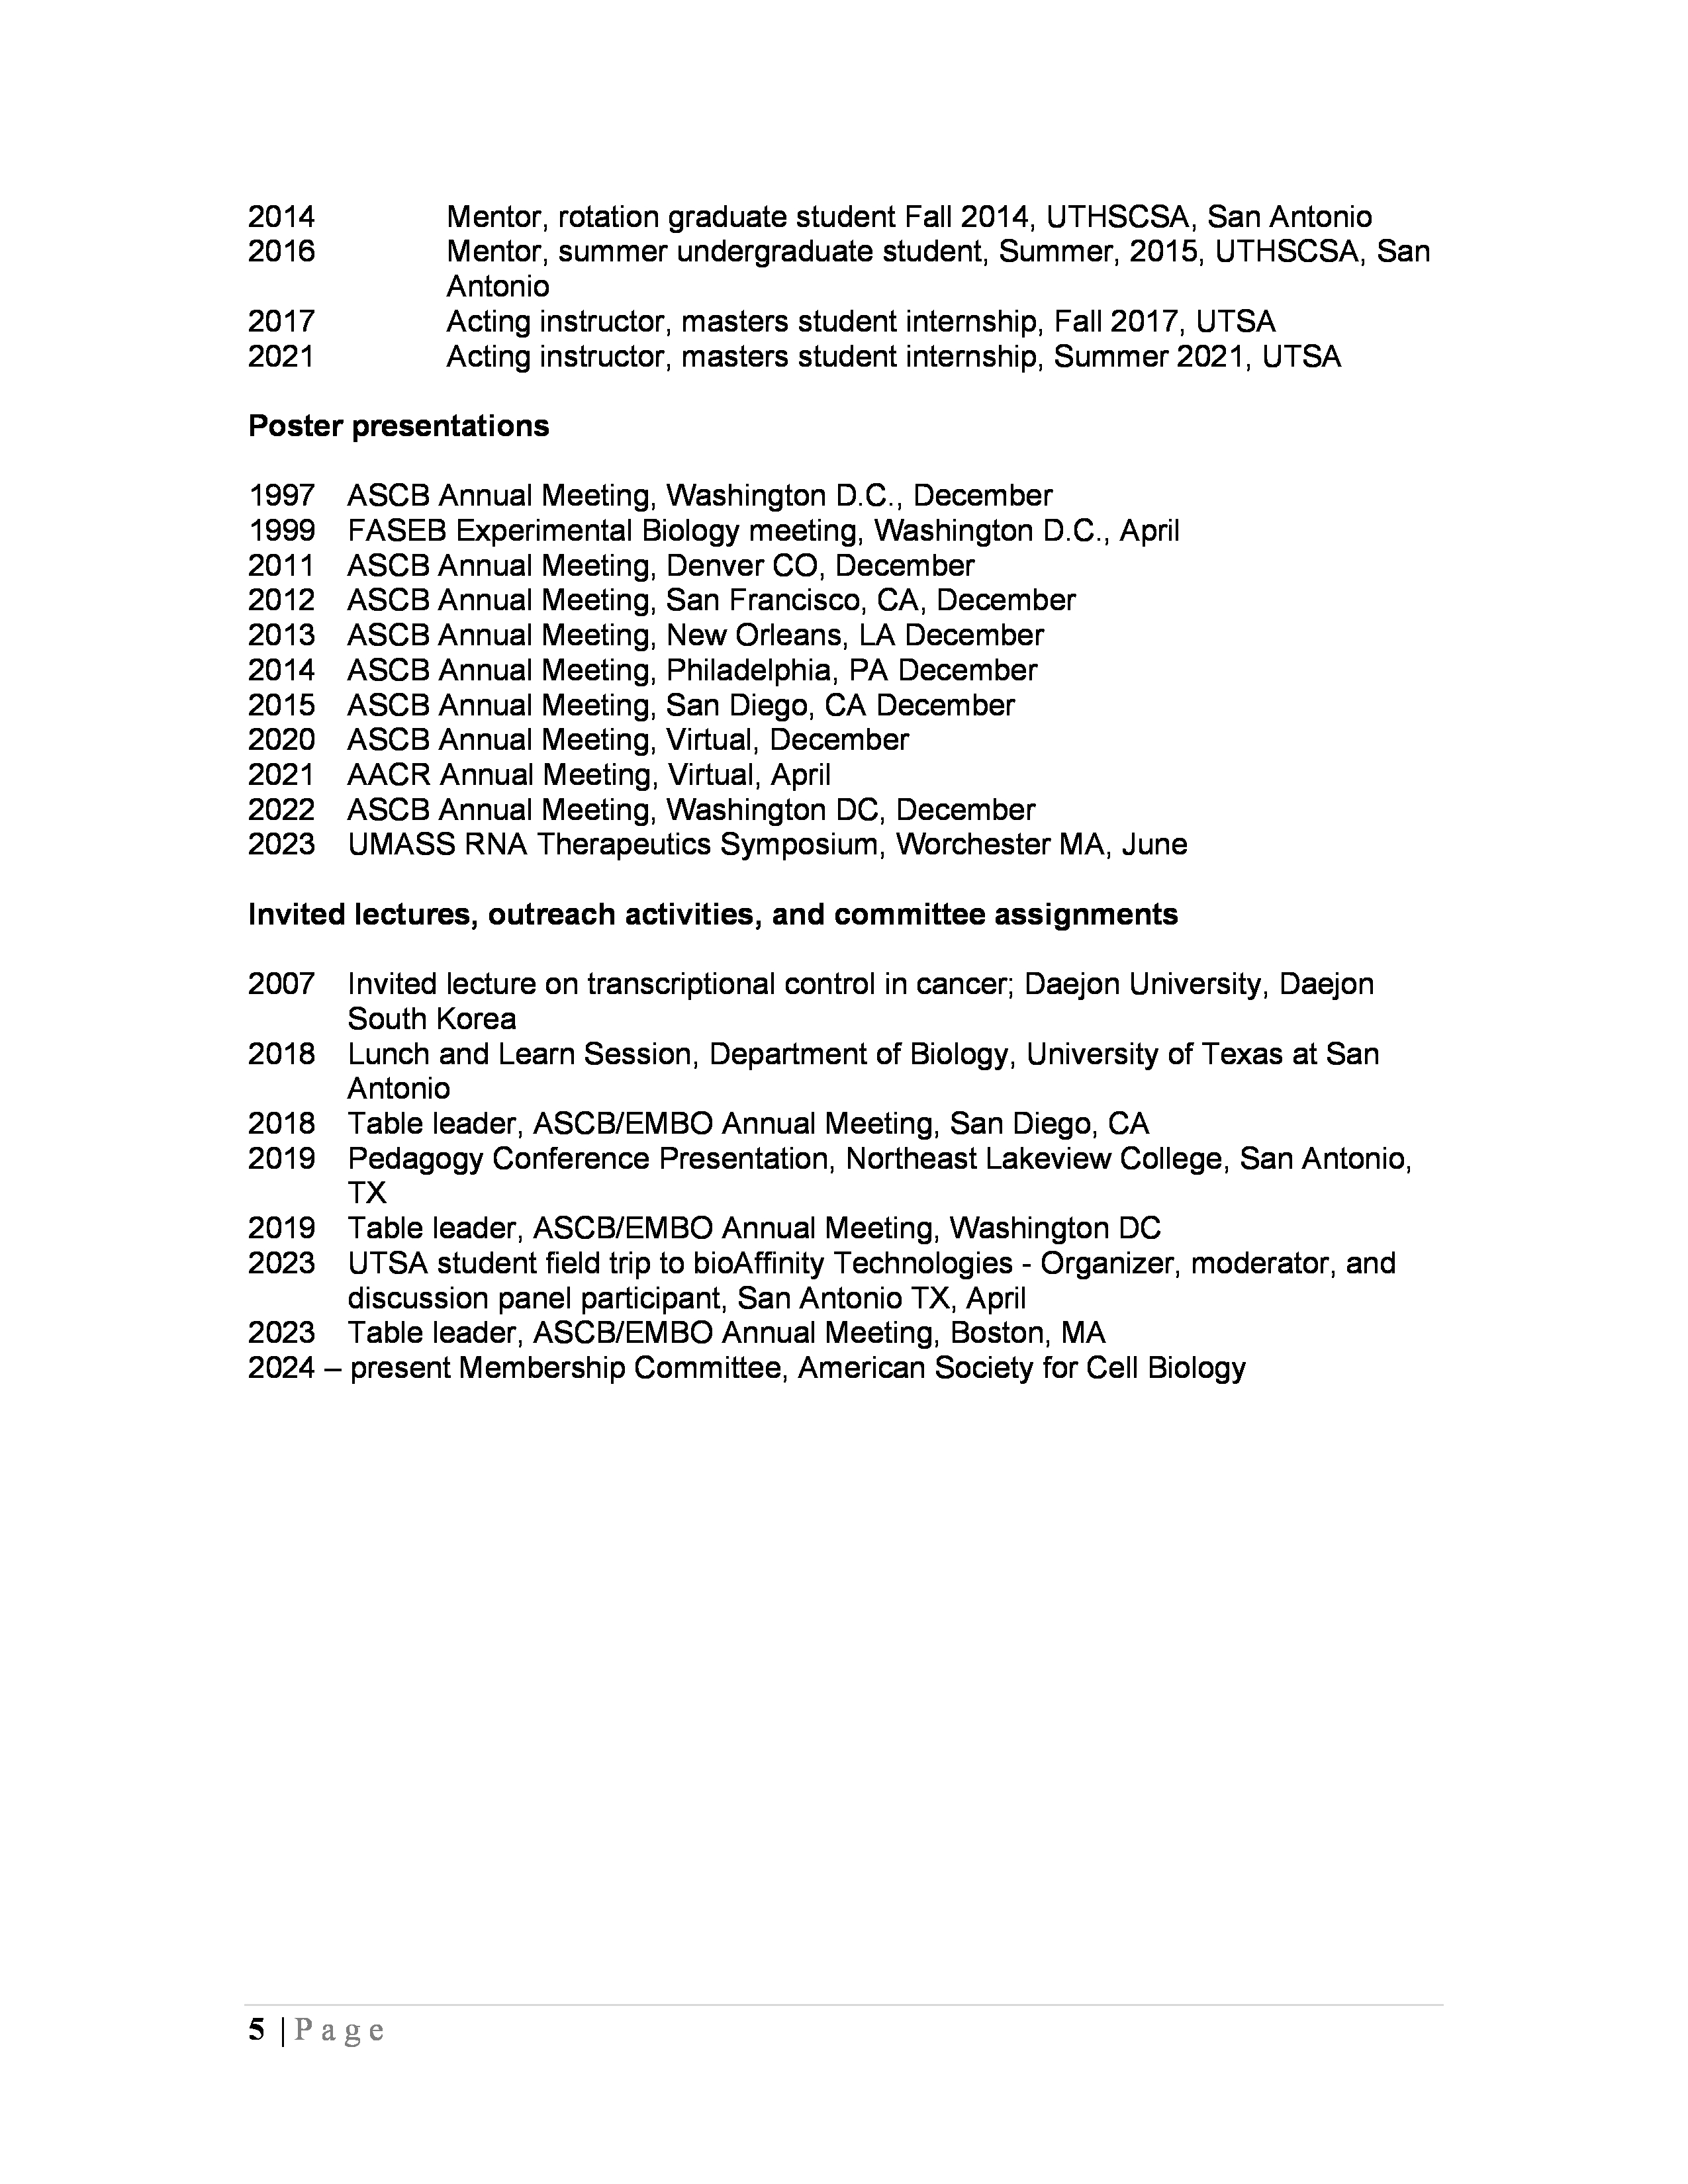 2014 Mentor, rotation graduate student Fall 2014, UTHSCSA, San Antonio
2016 Mentor, summer undergraduate student, Summer, 2015, UTHSCSA, San
Antonio
2017 Acting instructor, masters student internship, Fall 2017, UTSA
2021 Acting instructor, masters student internship, Summer 2021, UTSA
Poster presentations
1997 ASCB Annual Meeting, Washington D.C., December
1999 FASEB Experimental Biology meeting, Washington D.C., April
2011 ASCB Annual Meeting, Denver CO, December
2012 ASCB Annual Meeting, San Francisco, CA, December
2013 ASCB Annual Meeting, New Orleans, LA December
2014 ASCB Annual Meeting, Philadelphia, PA December
2015 ASCB Annual Meeting, San Diego, CA December
2020 ASCB Annual Meeting, Virtual, December
2021 AACR Annual Meeting, Virtual, April
2022 ASCB Annual Meeting, Washington DC, December
2023 UMASS RNA Therapeutics Symposium, Worchester MA, June
Invited lectures, outreach activities, and committee assignments
2007 Invited lecture on transcriptional control in cancer; Daejon University, Daejon
South Korea
2018 Lunch and Learn Session, Department of Biology, University of Texas at San
Antonio
2018 Table leader, ASCB/EMBO Annual Meeting, San Diego, CA
2019 Pedagogy Conference Presentation, Northeast Lakeview College, San Antonio,
TX
2019 Table leader, ASCB/EMBO Annual Meeting, Washington DC
2023 UTSA student field trip to bioAffinity Technologies - Organizer, moderator, and
discussion panel participant, San Antonio TX, April
2023 Table leader, ASCB/EMBO Annual Meeting, Boston, MA
2024 – present Membership Committee, American Society for Cell Biology
5 | Page